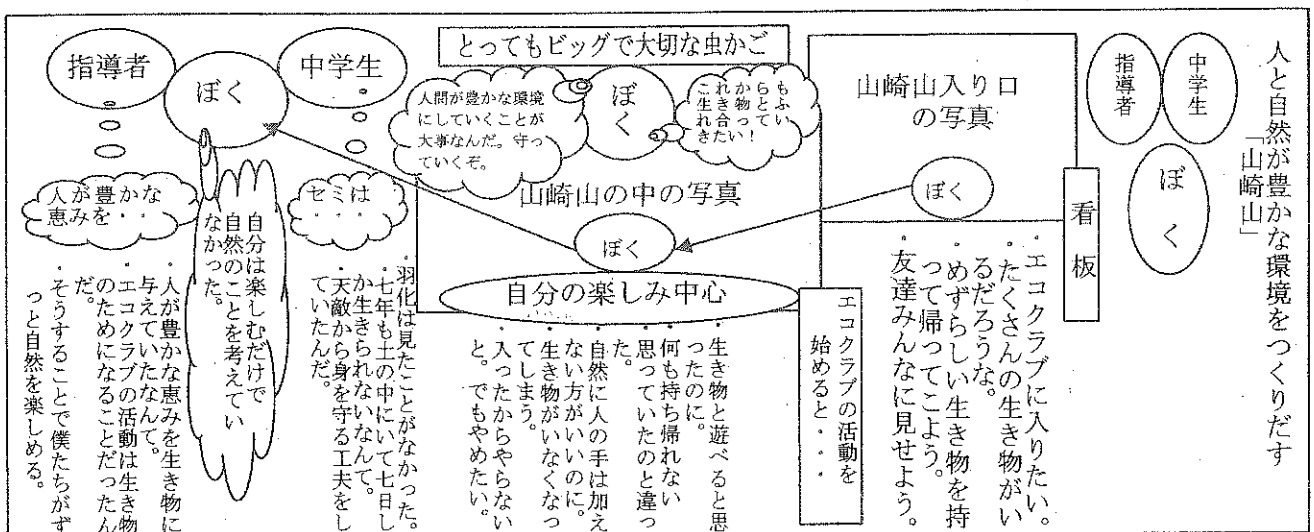 人と自然が豊かな環境をつくりだす
「山崎山」
中学生
指導者
ぼく
看板
山崎山入り口
の写真
ぼく
・エコクラブに入りたい。
・たくさんの生き物がい
るだろうな。
・めずらしい生き物を持
って帰ってこよう。
・友達みんなに見せよう。
とってもビッグで大切な虫かご
これからもふれ合っていきたい！
生き物と
ぼく
人間が豊かな環境
にしていくことが
大事なんだ。守っ
ていくぞ。
山崎山の中の写真
ぼく
自分の楽しみ中心
エコクラブの活動を
始めると・・・
・生き物と遊べると思
ったのに。
・何も持ち帰れない
思っていたのと違っ
た。
・自然に人の手は加え
ない方がいいのに。
・生き物がいなくなっ
てしまう。
・入ったからやらない
と。でもやめたい。
中学生
ぼく
指導者
セミは
・・・
・羽化は見たことがなかった。
・七年も土の中にいて七日し
か生きられないなんて。
・天敵から身を守る工夫をし
ていたんだ。
自分は楽しむだけで
自然のことを考えてい
なかった。
人が豊かな
恵みを・・
・人が豊かな恵みを生き物に
与えていたなんて。
・エコクラブの活動は生き物
のためになることだったん
だ。
・そうすることで僕たちがず
っと自然を楽しめる。